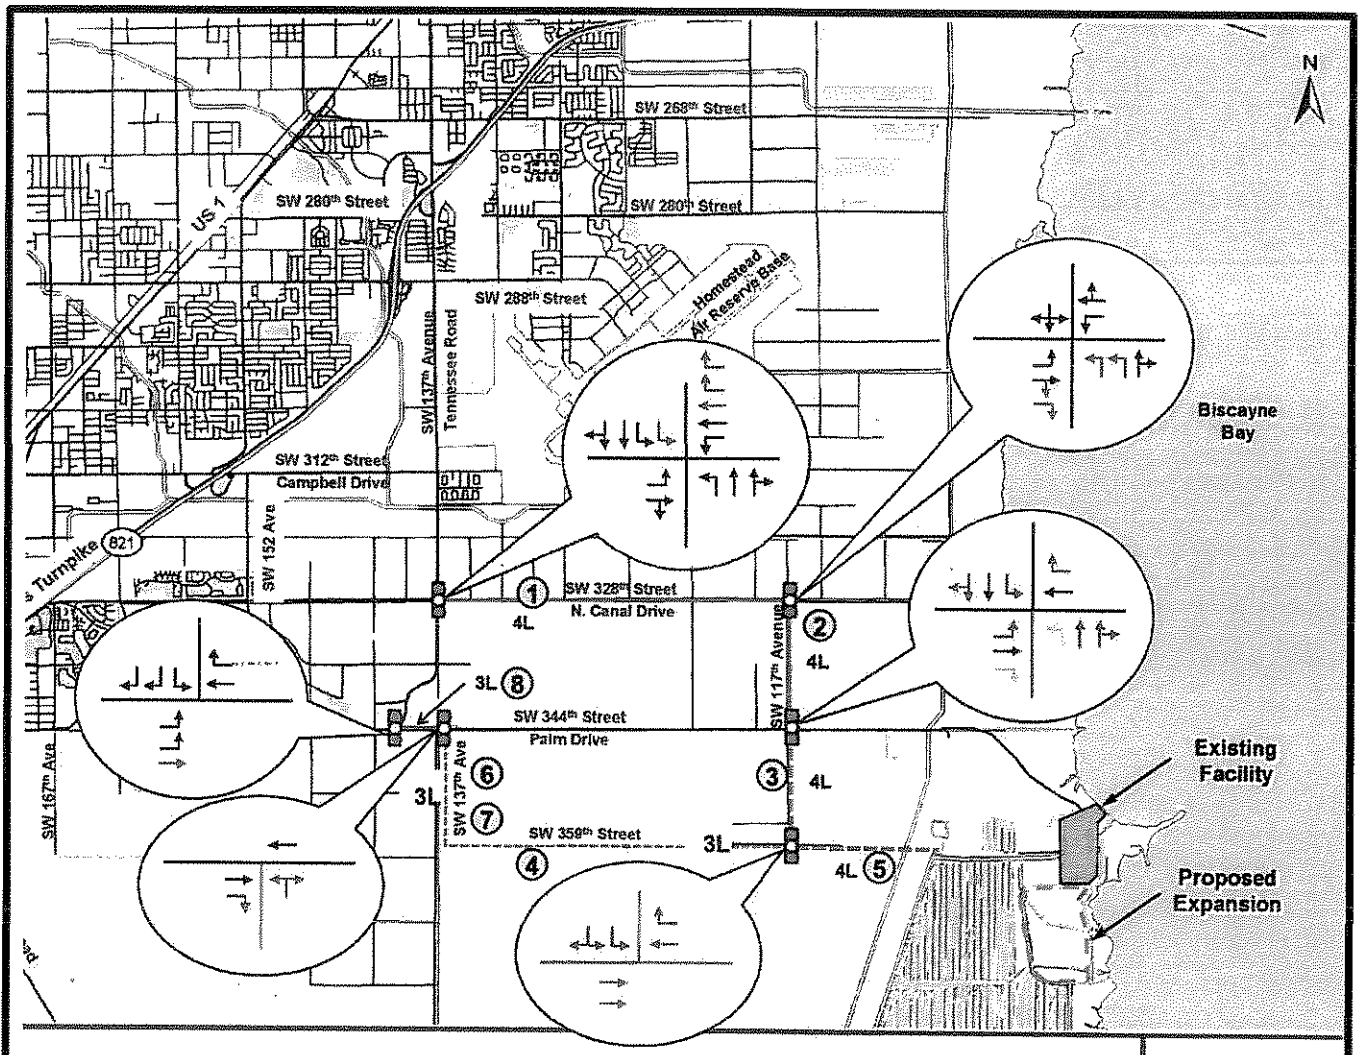 N
SW 268th Street
US 1
SW 280th Street
SW 280th Street
SW 288th Street
Homestead
Air Reserve Base
SW 137th Avenue
Tennessee Road
Biscayne
Bay
SW 312th Street
Campbell Drive
821
Turnpike
SW 152 Ave
1
SW 328th Street
N. Canal Drive
4L
2
SW 117th Avenue
4L
3L
8
SW 344th Street
Palm Drive
SW 167th Ave
SW 137th Ave
6
7
3L
3
4L
Existing
Facility
SW 359th Street
4
3L
4L
5
Proposed
Expansion